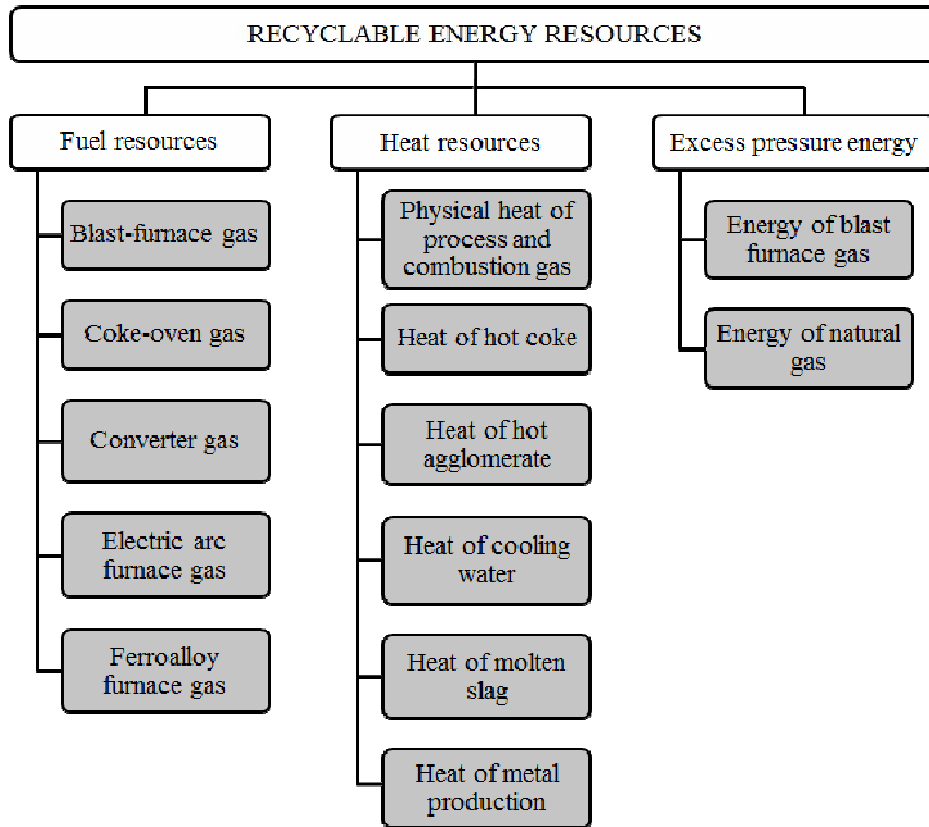 RECYCLABLE ENERGY RESOURCES
Fuel resources
Blast-furnace gas
Coke-oven gas
Converter gas
Electric arc
furnace gas
Ferroalloy
furnace gas
Heat resources
Physical heat of
process and
combustion gas
Heat of hot coke
Heat of hot
agglomerate
Heat of cooling
water
Heat of molten
slag
Heat of metal
production
Excess pressure energy
Energy of blast
furnace gas
Energy of natural
gas